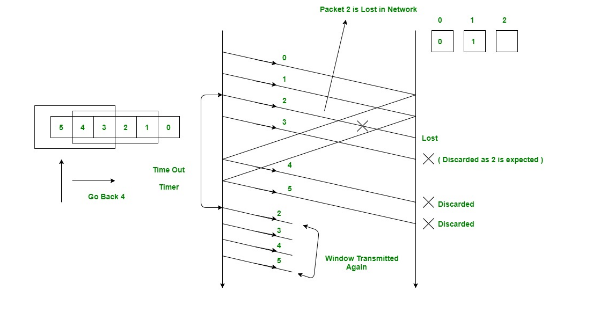 Packet 2 is Lost in Network
0 1 2
0 1
0
1
2
3
5 4 3 2 1 0
Lost
( Discarded as 2 is expected )
Time Out
Timer
4
Go Back 4
5
Discarded
Discarded
2
3
4
5
Window Transmitted
Again